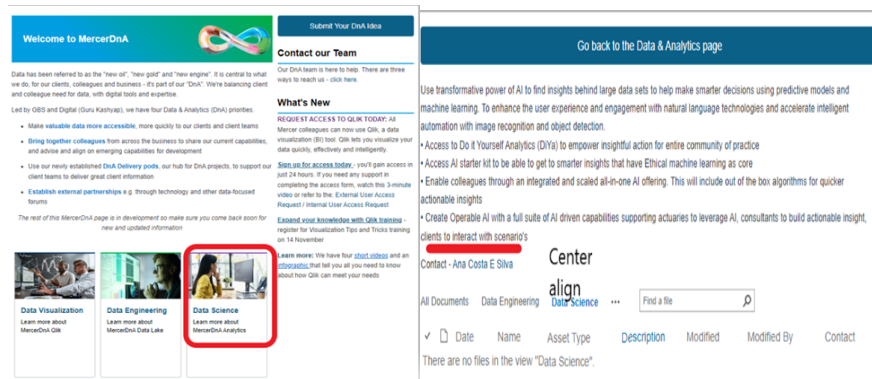 Welcome to MercerDnA
Data has been referred to as the "new oil", "new gold" and "new engine". It is central to what
we do, for our clients, colleagues and business - it's part of our "DnA". We're balancing client
and colleague need for data, with digital tools and expertise.
Led by GBS and Digital (Guru Kashyap), we have four Data & Analytics (DnA) priorities.
• Make valuable data more accessible, more quickly to our clients and client teams
• Bring together colleagues from across the business to share our current capabilities,
and advise and align on emerging capabilities for development
• Use our newly established DnA Delivery pods, our hub for DnA projects, to support our
client teams to deliver great client information
• Establish external partnerships e.g. through technology and other data-focused
forums
The rest of this MercerDnA page is in development so make sure you come back soon for
new and updated information
Data Visualization
Learn more about
MercerDnA Qlik
Data Engineering
Learn more about
MercerDnA Data Lake
Data Science
Learn more about
MercerDnA Analytics
Submit Your DnA Idea
Contact our Team
Our DnA team is here to help. There are three
ways to reach us - click here.
What's New
REQUEST ACCESS TO QLIK TODAY: All
Mercer colleagues can now use Qlik, a data
visualization (BI) tool. Qlik lets you visualize your
data quickly, effectively and intelligently.
Sign up for access today - you'll gain access in
just 24 hours. If you need any support in
completing the access form, watch this 3-minute
video or refer to the: External User Access
Request / Internal User Access Request
Expand your knowledge with Qlik training -
register for Visualization Tips and Tricks training
on 14 November
Learn more: We have four short videos and an
infographic that tell you all you need to know
about how Qlik can meet your needs
Go back to the Data & Analytics page
Use transformative power of AI to find insights behind large data sets to help make smarter decisions using predictive models and
machine learning. To enhance the user experience and engagement with natural language technologies and accelerate intelligent
automation with image recognition and object detection.
• Access to Do it Yourself Analytics (DiYa) to empower insightful action for entire community of practice
• Access AI starter kit to be able to get to smarter insights that have Ethical machine learning as core
• Enable colleagues through an integrated and scaled all-in-one AI offering. This will include out of the box algorithms for quicker
actionable insights
• Create Operable AI with a full suite of AI driven capabilities supporting actuaries to leverage AI, consultants to build actionable insight,
clients to interact with scenario's
Contact - Ana Costa E Silva
Center
align
All Documents Data Engineering Data Science ••• Find a file
Date Name Asset Type Description Modified Modified By Contact
There are no files in the view "Data Science".